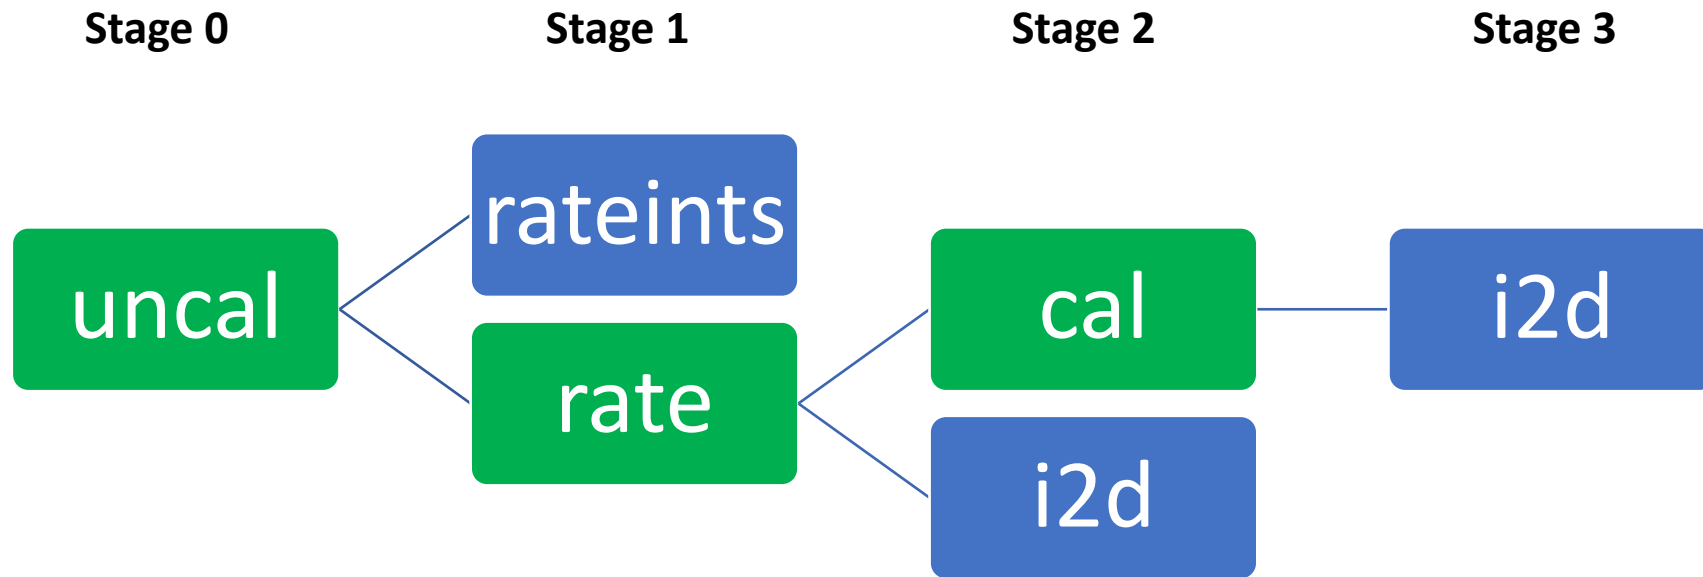 Stage 0
Stage 1
Stage 2
Stage 3
uncal
rateints
rate
cal
i2d
i2d